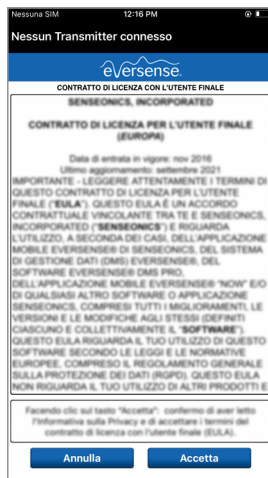 Nessuna SIM 12:16 PM
Nessun Transmitter connesso
eversense.
CONTRATTO DI LICENZA CON L'UTENTE FINALE
SENSEONICS, INCORPORATED
CONTRATTO DI LICENZA PER L'UTENTE FINALE
(EUROPA)
Data di entrata in vigore: nov 2016
Ultimo aggiornamento: settembre 2021
IMPORTANTE - LEGGERE ATTENTAMENTE I TERMINI DI
QUESTO CONTRATTO DI LICENZA PER L'UTENTE
FINALE ("EULA"). QUESTO EULA È UN ACCORDO
CONTRATTUALE VINCOLANTE TRA TE E SENSEONICS,
INCORPORATED ("SENSEONICS") E RIGUARDA
L'UTILIZZO, A SECONDA DEI CASI, DELL'APPLICAZIONE
MOBILE EVERSENSE® DI SENSEONICS, DEL SISTEMA
DI GESTIONE DATI (DMS) EVERSENSE®, DEL
SOFTWARE EVERSENSE® DMS PRO,
DELL'APPLICAZIONE MOBILE EVERSENSE® "NOW" E/O
DI QUALSIASI ALTRO SOFTWARE O APPLICAZIONE
SENSEONICS, COMPRESI TUTTI I MIGLIORAMENTI, LE
VERSIONI E LE MODIFICHE AGLI STESSI (DEFINITI
CIASCUNO E COLLETTIVAMENTE IL "SOFTWARE").
QUESTO EULA RIGUARDA IL TUO UTILIZZO DI QUESTO
SOFTWARE SECONDO LE LEGGI E LE NORMATIVE
EUROPEE, COMPRESO IL REGOLAMENTO GENERALE
SULLA PROTEZIONE DEI DATI (RGPD). QUESTO EULA
NON RIGUARDA IL TUO UTILIZZO DI ALTRI PRODOTTI E
Facendo clic sul tasto "Accetta": confermo di aver letto
l'Informativa sulla Privacy e di accettare i termini del
contratto di licenza con l'utente finale (EULA).
Annulla Accetta